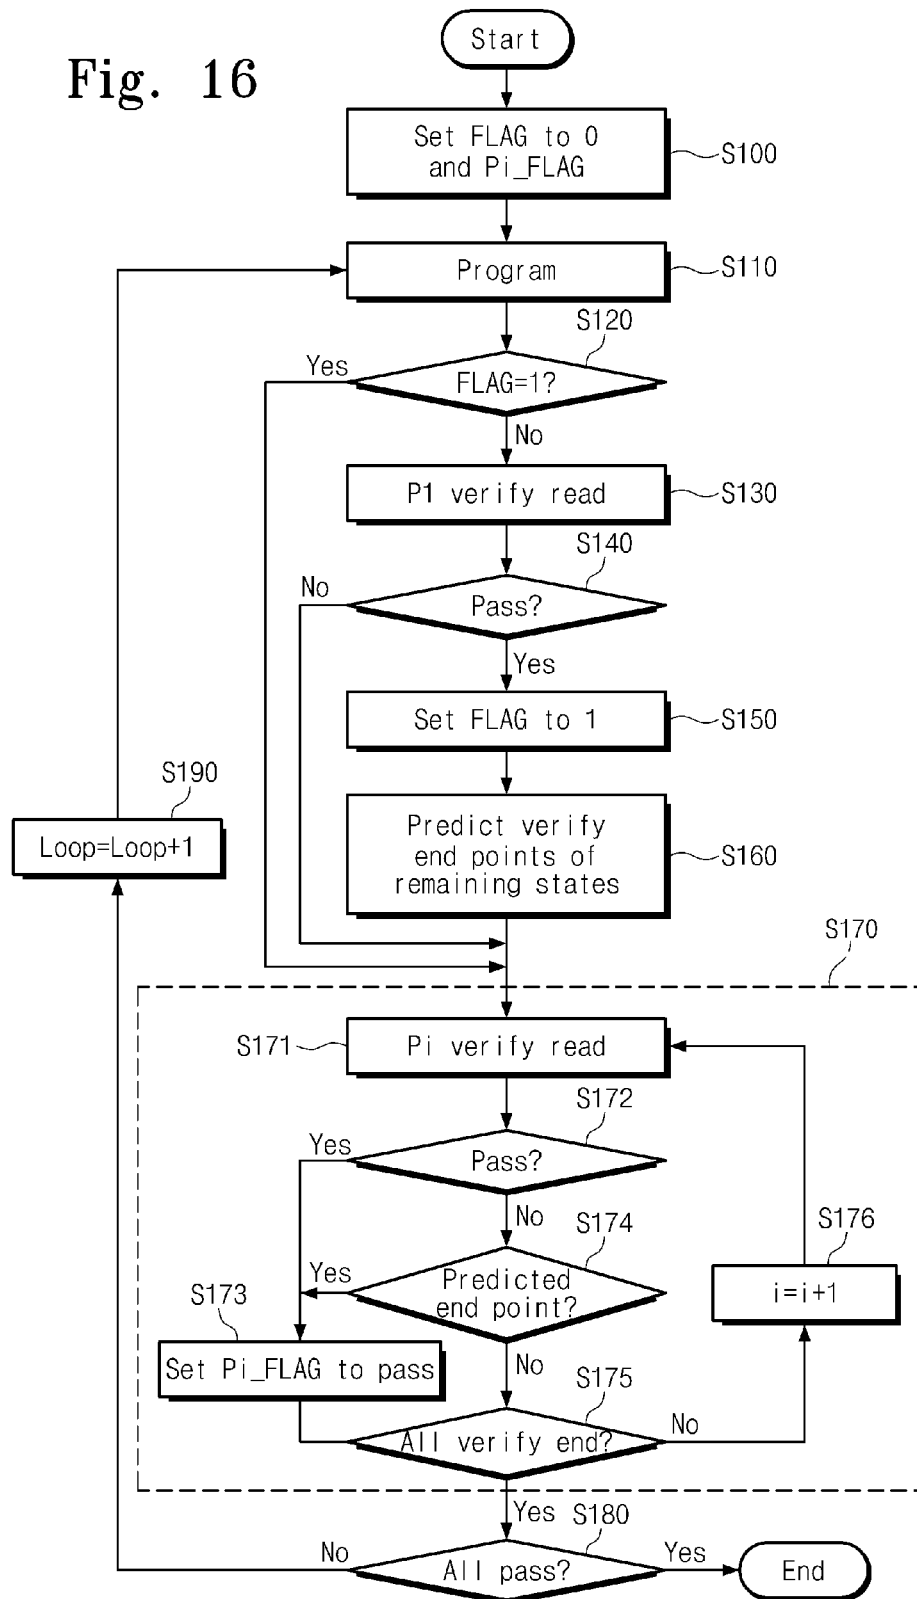 Fig. 16
Start
Set FLAG to 0
and Pi_FLAG
S100
Program
S110
S120
Yes
FLAG=1?
No
P1 verify read
S130
S140
No
Pass?
Yes
Set FLAG to 1
S150
S190
Loop=Loop+1
Predict verify
end points of
remaining states
S160
S170
S171
Pi verify read
S172
Yes
Pass?
No
S174
S176
Yes
Predicted
end point?
i=i+1
S173
Set Pi_FLAG to pass
No
S175
All verify end?
No
Yes
S180
No
All pass?
Yes
End